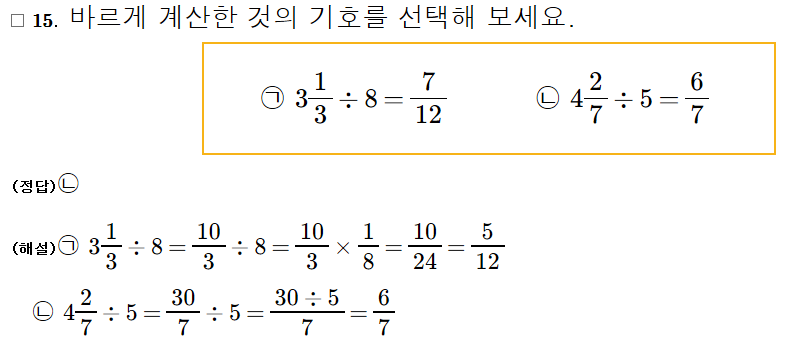 □ 15. 바르게 계산한 것의 기호를 선택해 보세요.
㉠ 3 1/3 ÷ 8 = 7/12 ㉡ 4 2/7 ÷ 5 = 6/7
(정답)㉡
(해설)㉠ 3 1/3 ÷ 8 = 10/3 ÷ 8 = 10/3 × 1/8 = 10/24 = 5/12
㉡ 4 2/7 ÷ 5 = 30/7 ÷ 5 = (30 ÷ 5)/7 = 6/7